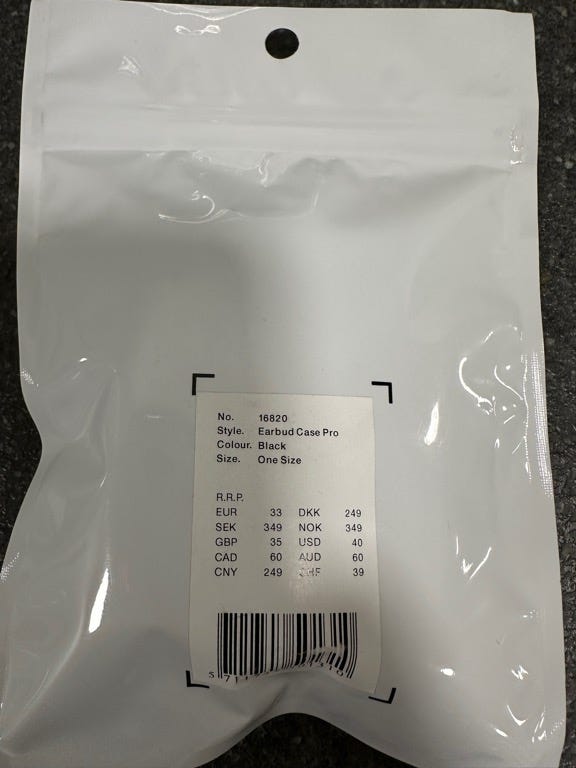 No. 16820
Style. Earbud Case Pro
Colour. Black
Size. One Size
R.R.P.
EUR 33 DKK 249
SEK 349 NOK 349
GBP 35 USD 40
CAD 60 AUD 60
CNY 249 CHF 39